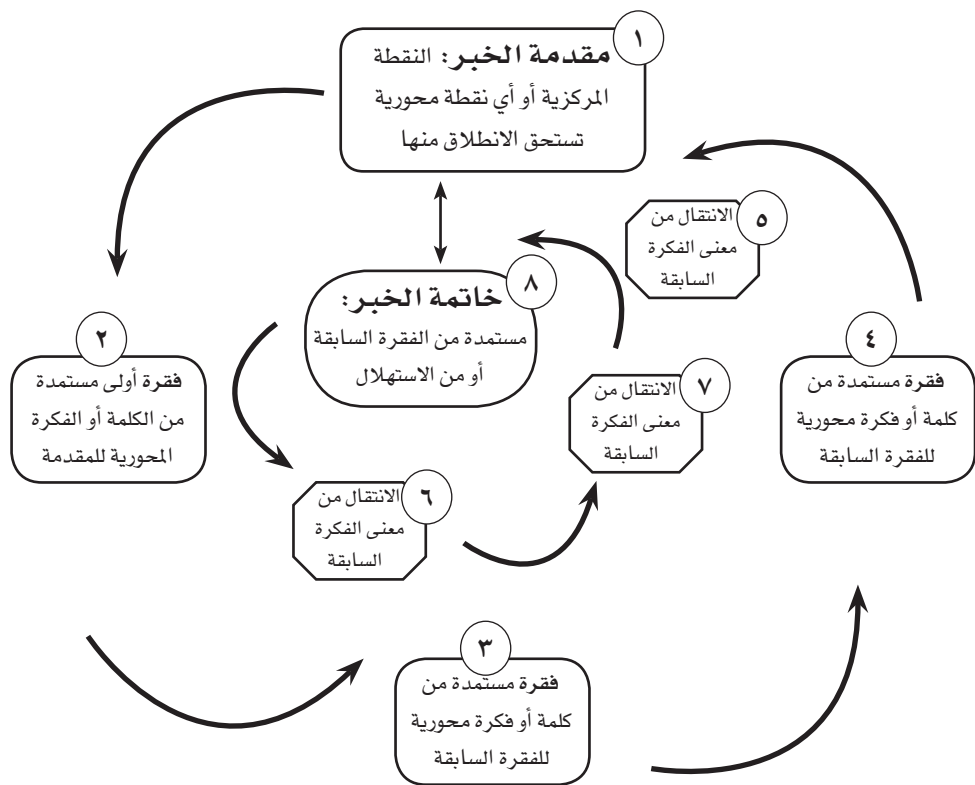 ١
مقدمة الخبر: النقطة
المركزية أو أي نقطة محورية
تستحق الانطلاق منها
٢
فقرة أولى مستمدة
من الكلمة أو الفكرة
المحورية للمقدمة
٣
فقرة مستمدة من
كلمة أو فكرة محورية
للفقرة السابقة
٤
فقرة مستمدة من
كلمة أو فكرة محورية
للفقرة السابقة
٥
الانتقال من
معنى الفكرة
السابقة
٦
الانتقال من
معنى الفكرة
السابقة
٧
الانتقال من
معنى الفكرة
السابقة
٨
خاتمة الخبر:
مستمدة من الفقرة السابقة
أو من الاستهلال